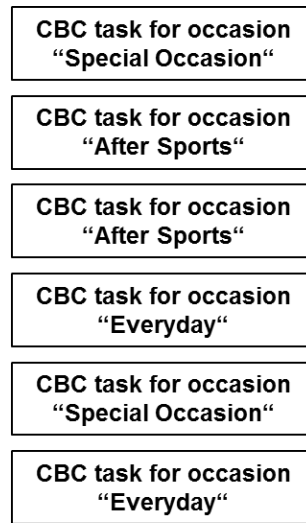 CBC task for occasion
“Special Occasion“
CBC task for occasion
“After Sports“
CBC task for occasion
“After Sports“
CBC task for occasion
“Everyday“
CBC task for occasion
“Special Occasion“
CBC task for occasion
“Everyday“